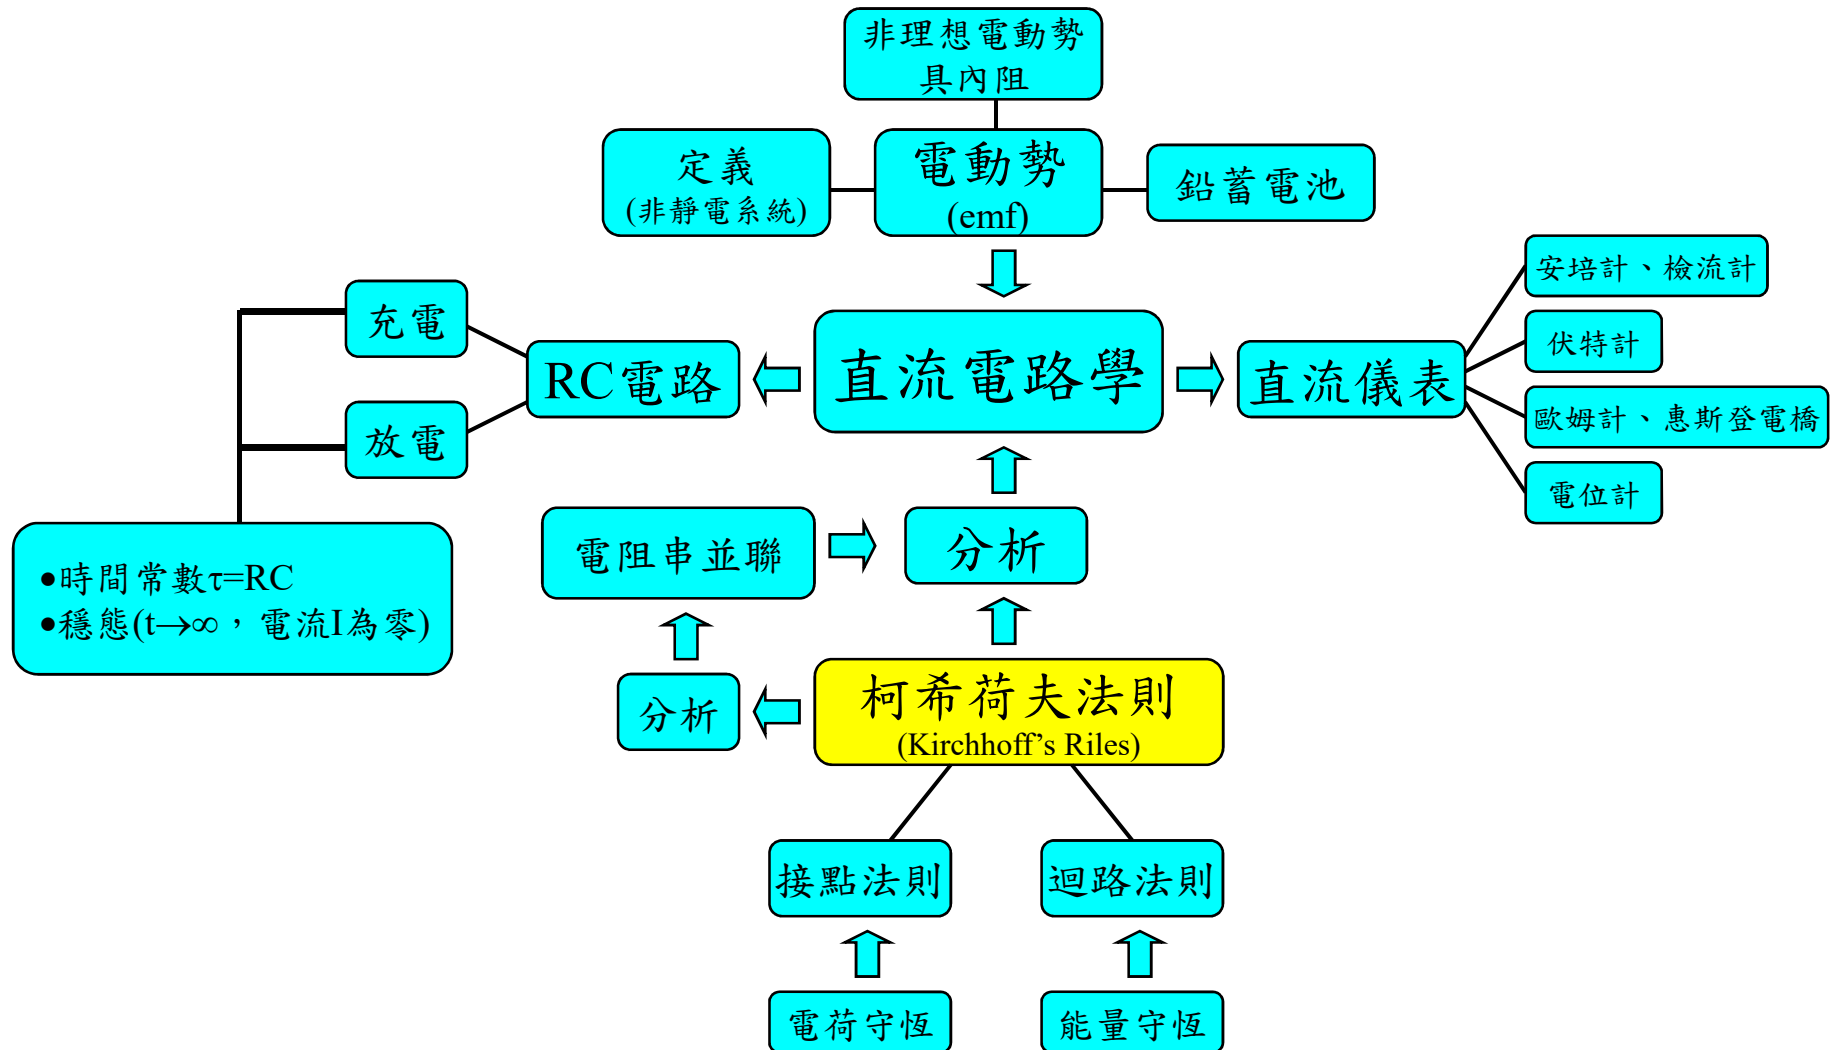 非理想電動勢
具內阻
定義
(非靜電系統)
電動勢
(emf)
鉛蓄電池
安培計、檢流計
充電
伏特計
RC電路
直流電路學
直流儀表
歐姆計、惠斯登電橋
放電
電位計
電阻串並聯
分析
•時間常數τ=RC
•穩態(t→∞，電流I為零)
分析
柯希荷夫法則
(Kirchhoff’s Riles)
接點法則
迴路法則
電荷守恆
能量守恆